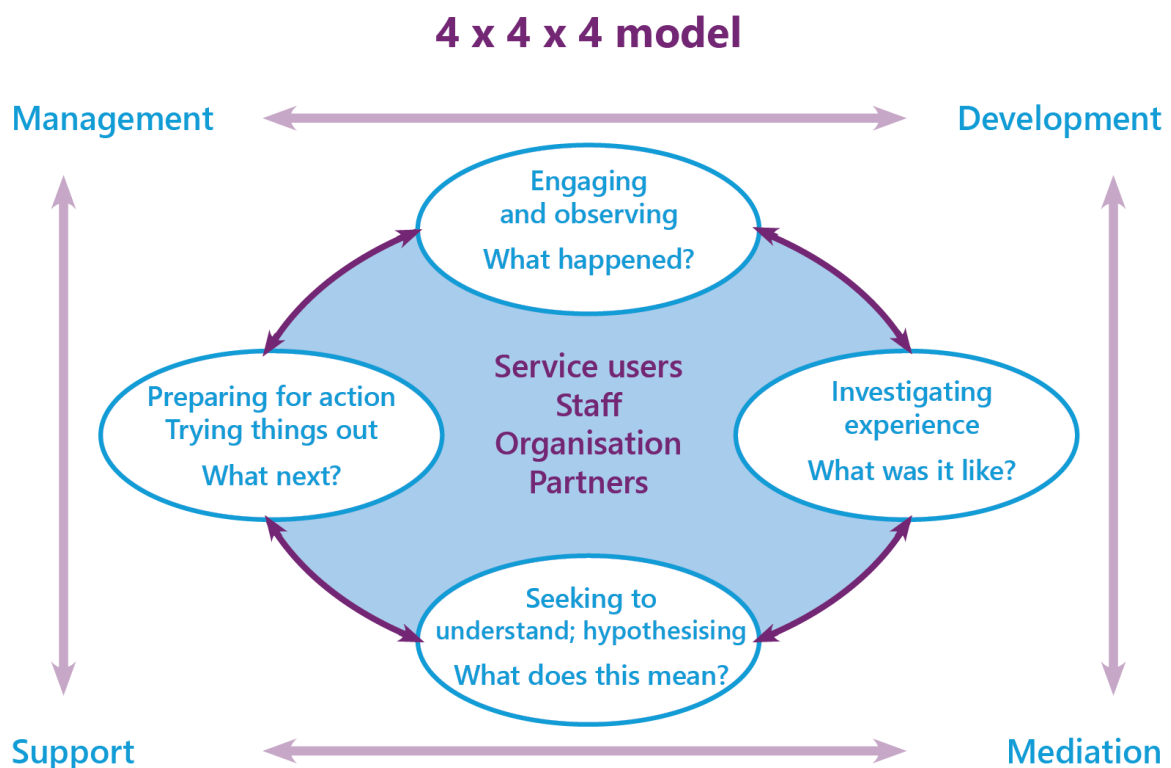 4 x 4 x 4 model
Management
Development
Engaging
and observing
What happened?
Preparing for action
Trying things out
What next?
Service users
Staff
Organisation
Partners
Investigating
experience
What was it like?
Seeking to
understand; hypothesising
What does this mean?
Support
Mediation